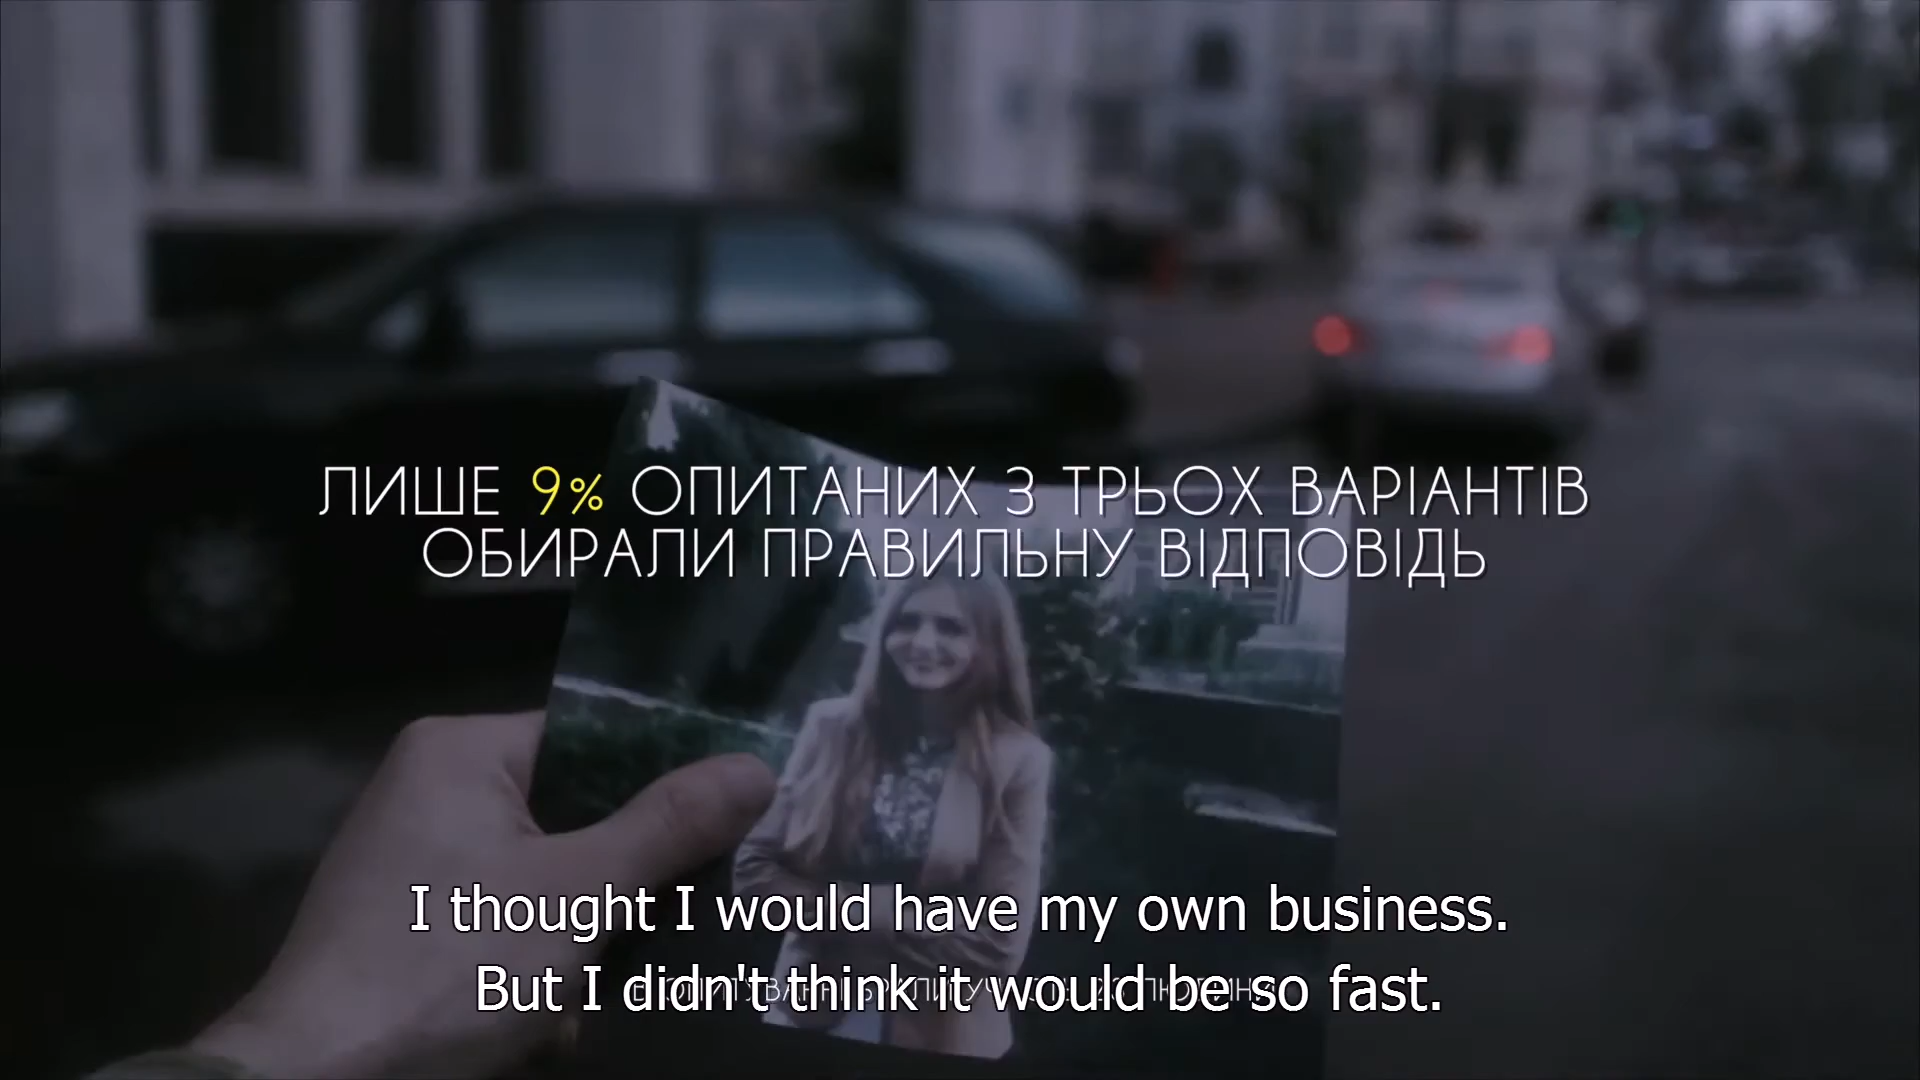 ЛИШЕ 9% ОПИТАНИХ З ТРЬОХ ВАРІАНТІВ
ОБИРАЛИ ПРАВИЛЬНУ ВІДПОВІДЬ
I thought I would have my own business.
But I didn't think it would be so fast.